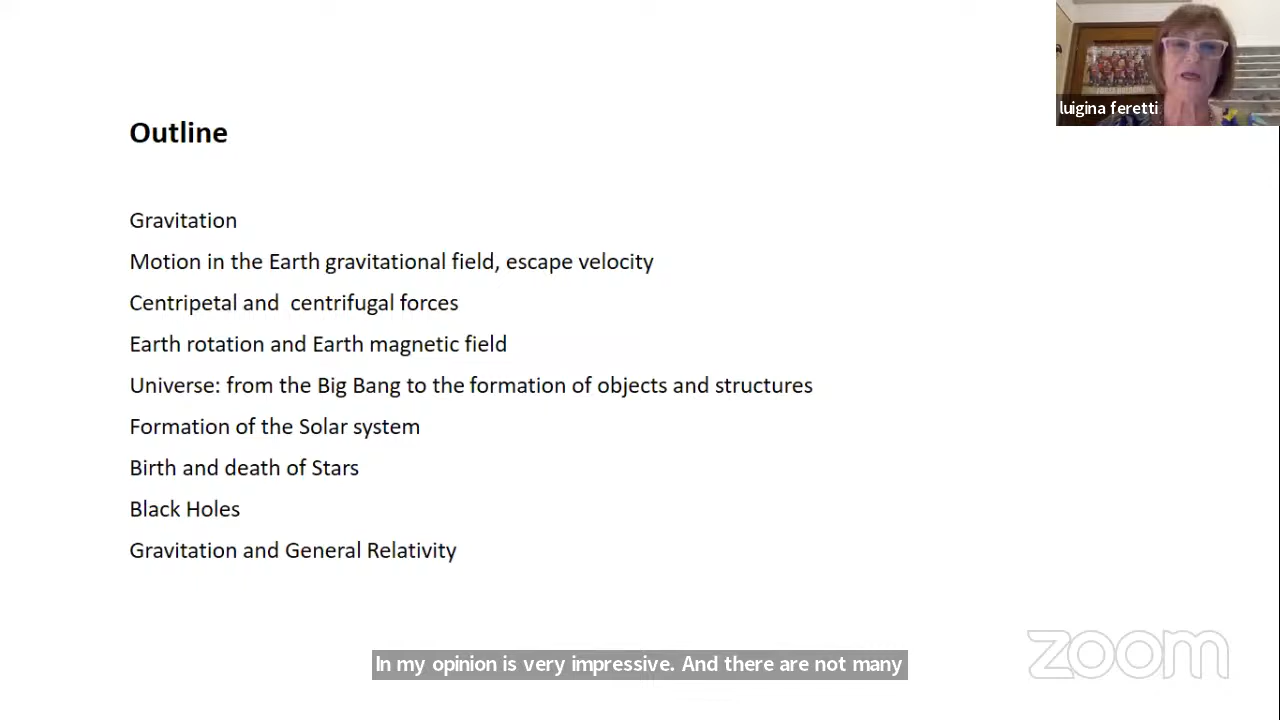 luigina feretti
Outline
Gravitation
Motion in the Earth gravitational field, escape velocity
Centripetal and  centrifugal forces
Earth rotation and Earth magnetic field
Universe: from the Big Bang to the formation of objects and structures
Formation of the Solar system
Birth and death of Stars
Black Holes
Gravitation and General Relativity
zoom
In my opinion is very impressive. And there are not many